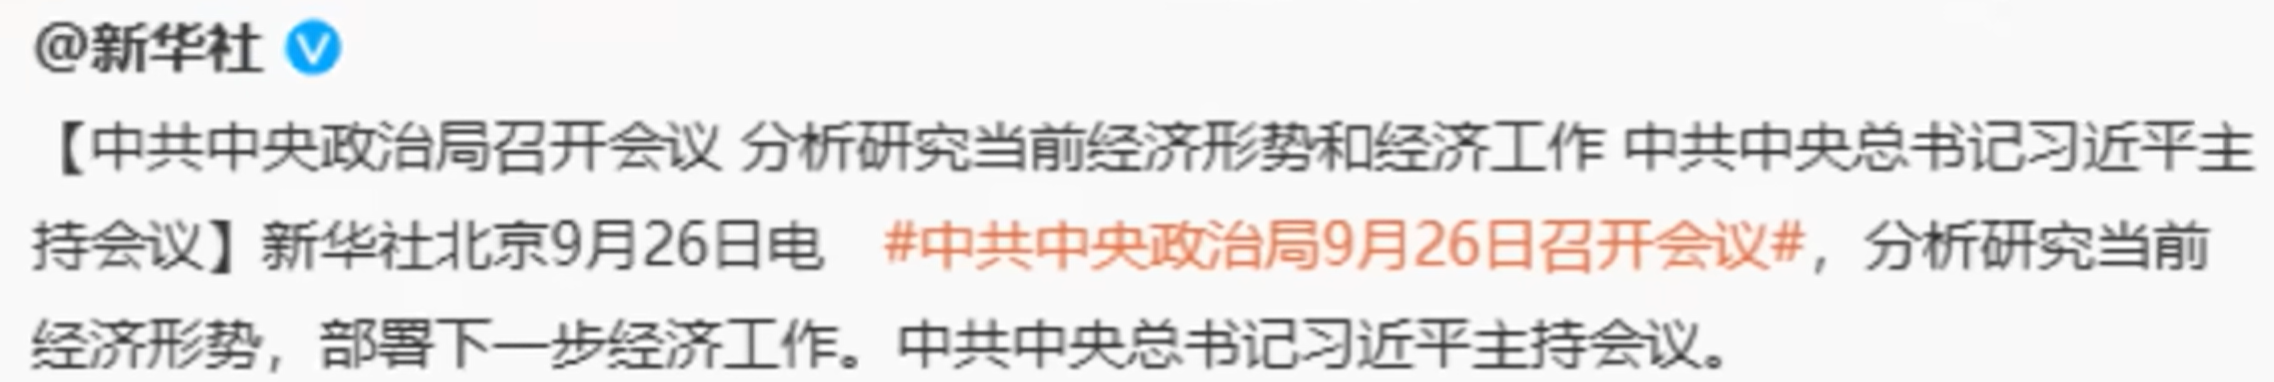 @新华社
【中共中央政治局召开会议 分析研究当前经济形势和经济工作 中共中央总书记习近平主
持会议】新华社北京9月26日电 #中共中央政治局9月26日召开会议#，分析研究当前
经济形势，部署下一步经济工作。中共中央总书记习近平主持会议。